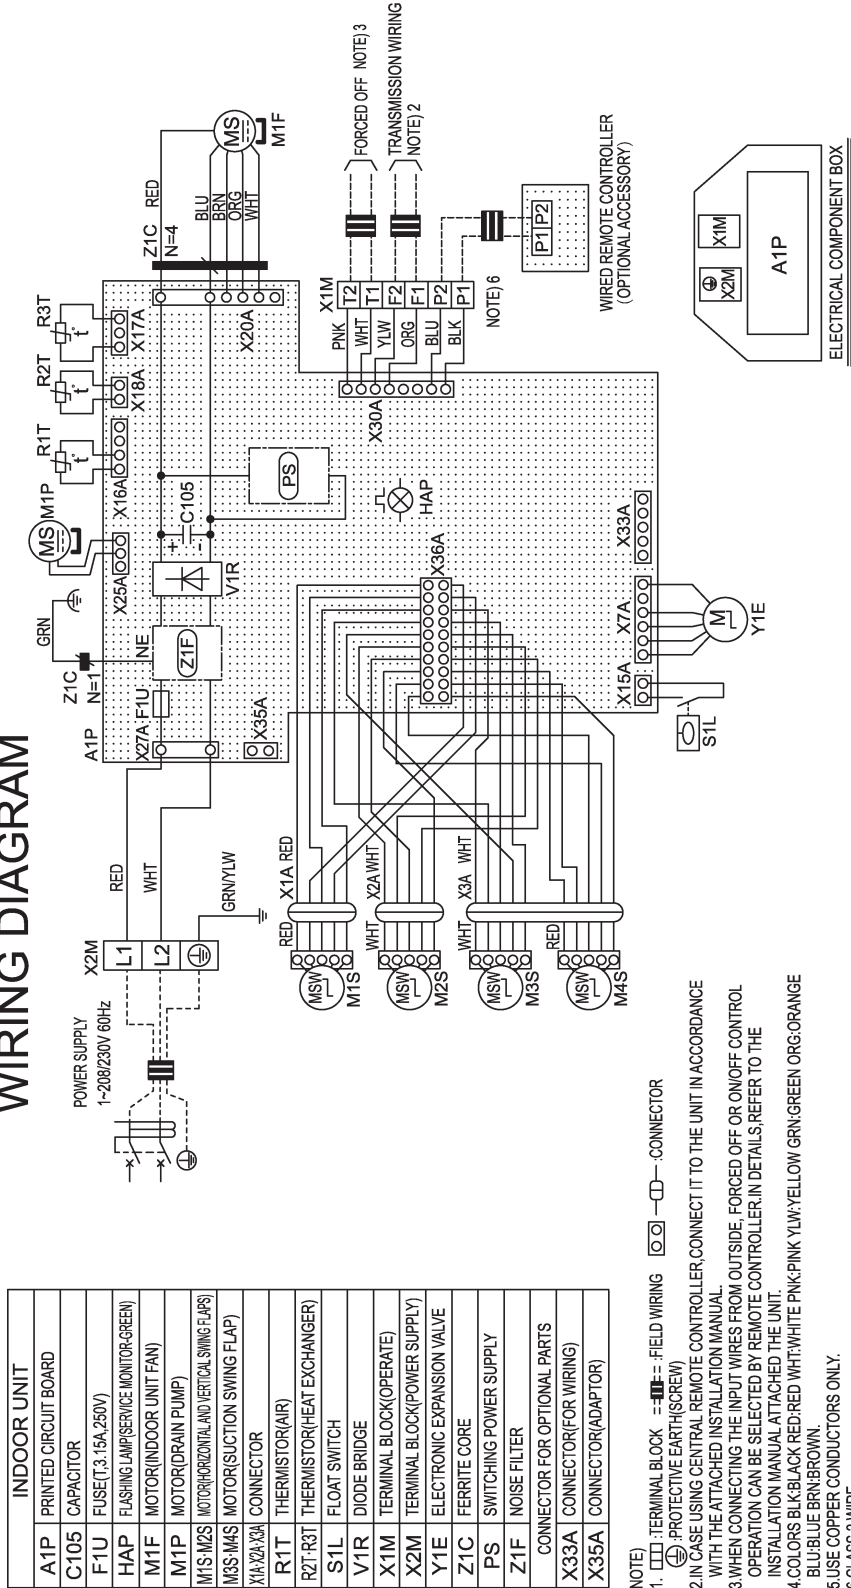 WIRING DIAGRAM
POWER SUPPLY
1~208/230V 60Hz
X2M
L1
L2
RED
WHT
GRN/YLW
A1P
X27A
F1U
X35A
Z1C
N=1
GRN
NE
Z1F
V1R
C105
+
-
PS
HAP
M1P
MS
X25A
R1T
t°
X16A
R2T
t°
X18A
R3T
t°
X17A
X20A
Z1C
N=4
RED
BLU
BRN
ORG
WHT
MS
M1F
X30A
PNK
WHT
YLW
ORG
BLU
BLK
X1M
T2
T1
F2
F1
P2
P1
FORCED OFF NOTE) 3
TRANSMISSION WIRING
NOTE) 2
NOTE) 6
P1 P2
WIRED REMOTE CONTROLLER
(OPTIONAL ACCESSORY)
X36A
X33A
X7A
X15A
M
Y1E
S1L
X1A RED
RED
MSW
M1S
X2A WHT
WHT
MSW
M2S
X3A WHT
WHT
MSW
M3S
RED
MSW
M4S
X2M
X1M
A1P
ELECTRICAL COMPONENT BOX
INDOOR UNIT
A1P PRINTED CIRCUIT BOARD
C105 CAPACITOR
F1U FUSE(T,3.15A,250V)
HAP FLASHING LAMP(SERVICE MONITOR-GREEN)
M1F MOTOR(INDOOR UNIT FAN)
M1P MOTOR(DRAIN PUMP)
M1S·M2S MOTOR(HORIZONTAL AND VERTICAL SWING FLAPS)
M3S·M4S MOTOR(SUCTION SWING FLAP)
X1A·X2A·X3A CONNECTOR
R1T THERMISTOR(AIR)
R2T·R3T THERMISTOR(HEAT EXCHANGER)
S1L FLOAT SWITCH
V1R DIODE BRIDGE
X1M TERMINAL BLOCK(OPERATE)
X2M TERMINAL BLOCK(POWER SUPPLY)
Y1E ELECTRONIC EXPANSION VALVE
Z1C FERRITE CORE
PS SWITCHING POWER SUPPLY
Z1F NOISE FILTER
CONNECTOR FOR OPTIONAL PARTS
X33A CONNECTOR(FOR WIRING)
X35A CONNECTOR(ADAPTOR)
NOTE)
1. :TERMINAL BLOCK :FIELD WIRING :CONNECTOR
:PROTECTIVE EARTH(SCREW)
2.IN CASE USING CENTRAL REMOTE CONTROLLER,CONNECT IT TO THE UNIT IN ACCORDANCE
WITH THE ATTACHED INSTALLATION MANUAL.
3.WHEN CONNECTING THE INPUT WIRES FROM OUTSIDE, FORCED OFF OR ON/OFF CONTROL
OPERATION CAN BE SELECTED BY REMOTE CONTROLLER.IN DETAILS,REFER TO THE
INSTALLATION MANUAL ATTACHED THE UNIT.
4.COLORS BLK:BLACK RED:RED WHT:WHITE PNK:PINK YLW:YELLOW GRN:GREEN ORG:ORANGE
BLU:BLUE BRN:BROWN.
5.USE COPPER CONDUCTORS ONLY.
6.CLASS 2 WIRE